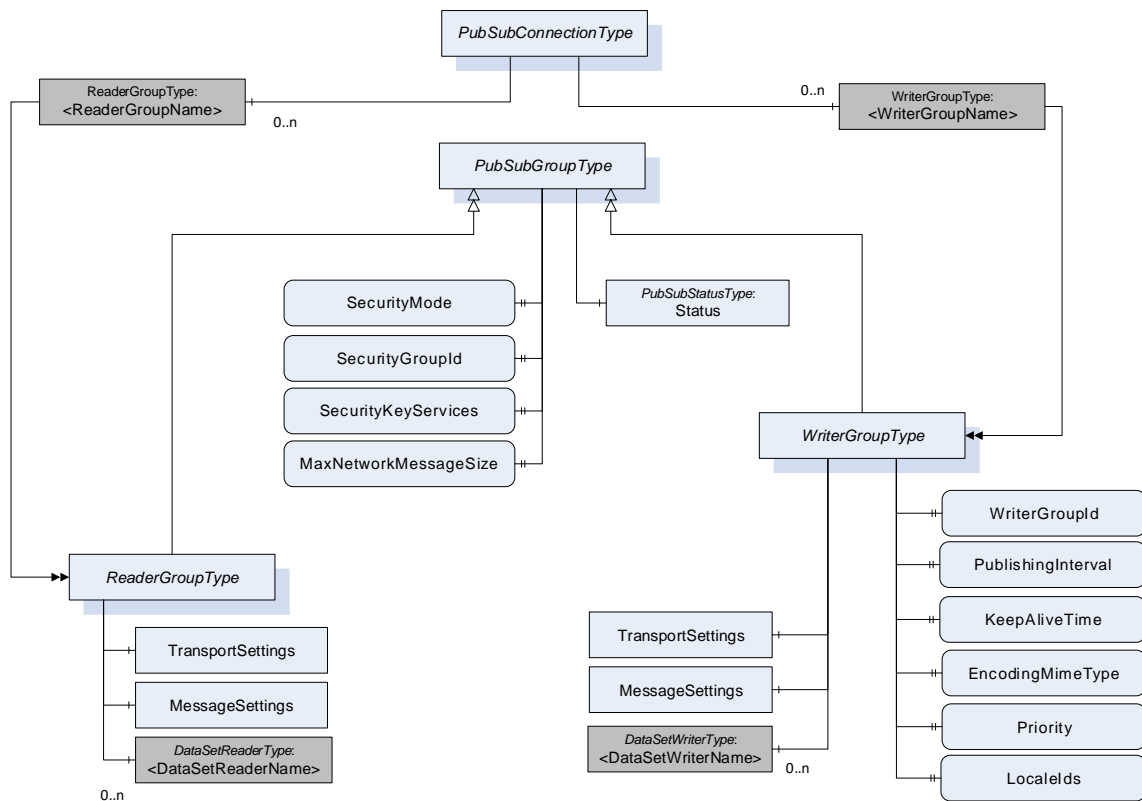 PubSubConnectionType
ReaderGroupType:
<ReaderGroupName>
0..n
0..n
WriterGroupType:
<WriterGroupName>
PubSubGroupType
SecurityMode
PubSubStatusType:
Status
SecurityGroupId
SecurityKeyServices
MaxNetworkMessageSize
WriterGroupType
WriterGroupId
PublishingInterval
KeepAliveTime
EncodingMimeType
Priority
LocaleIds
ReaderGroupType
TransportSettings
MessageSettings
DataSetReaderType:
<DataSetReaderName>
0..n
TransportSettings
MessageSettings
DataSetWriterType:
<DataSetWriterName>
0..n